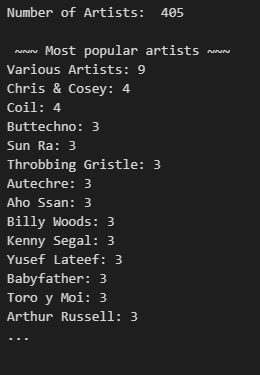 Number of Artists:  405
~~~ Most popular artists ~~~
Various Artists: 9
Chris & Cosey: 4
Coil: 4
Buttechno: 3
Sun Ra: 3
Throbbing Gristle: 3
Autechre: 3
Aho Ssan: 3
Billy Woods: 3
Kenny Segal: 3
Yusef Lateef: 3
Babyfather: 3
Toro y Moi: 3
Arthur Russell: 3
...